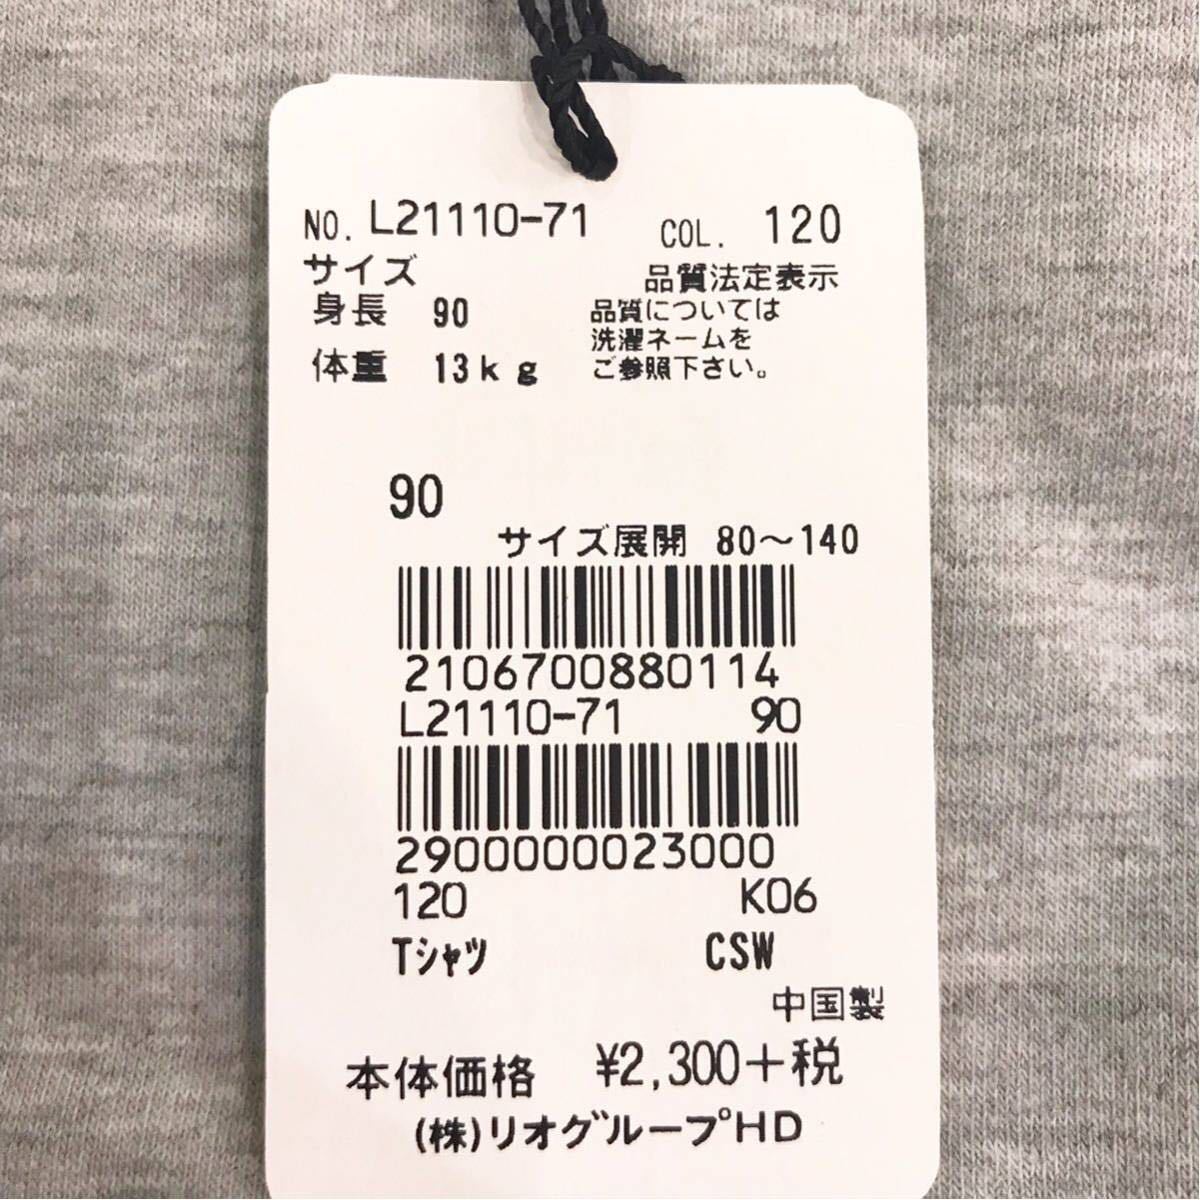 NO. L21110-71 COL. 120
サイズ 品質法定表示
身長 90 品質については
洗濯ネームを
体重 13kg ご参照下さい。
90
サイズ展開 80～140
2106700880114
L21110-71 90
2900000023000
120 K06
Tシャツ CSW
中国製
本体価格 ¥2,300+税
(株)リオグループHD